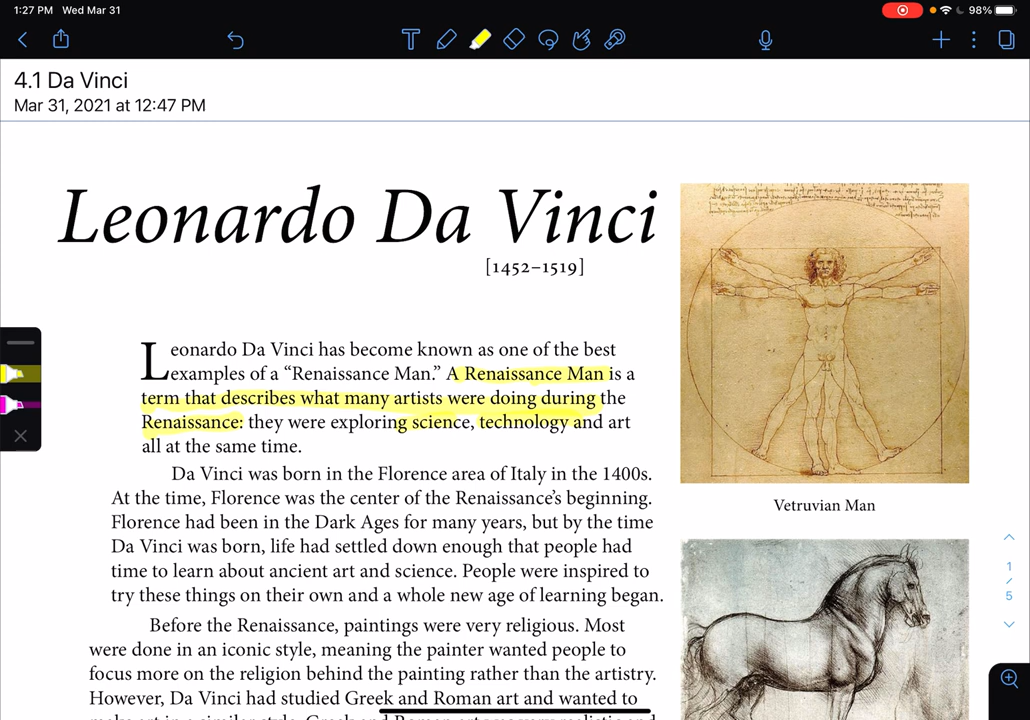 1:27 PM Wed Mar 31
98%
4.1 Da Vinci
Mar 31, 2021 at 12:47 PM
Leonardo Da Vinci
[1452–1519]
Leonardo Da Vinci has become known as one of the best
examples of a “Renaissance Man.” A Renaissance Man is a
term that describes what many artists were doing during the
Renaissance: they were exploring science, technology and art
all at the same time.
Da Vinci was born in the Florence area of Italy in the 1400s.
At the time, Florence was the center of the Renaissance’s beginning.
Florence had been in the Dark Ages for many years, but by the time
Da Vinci was born, life had settled down enough that people had
time to learn about ancient art and science. People were inspired to
try these things on their own and a whole new age of learning began.
Before the Renaissance, paintings were very religious. Most
were done in an iconic style, meaning the painter wanted people to
focus more on the religion behind the painting rather than the artistry.
However, Da Vinci had studied Greek and Roman art and wanted to
Vetruvian Man
1
/
5